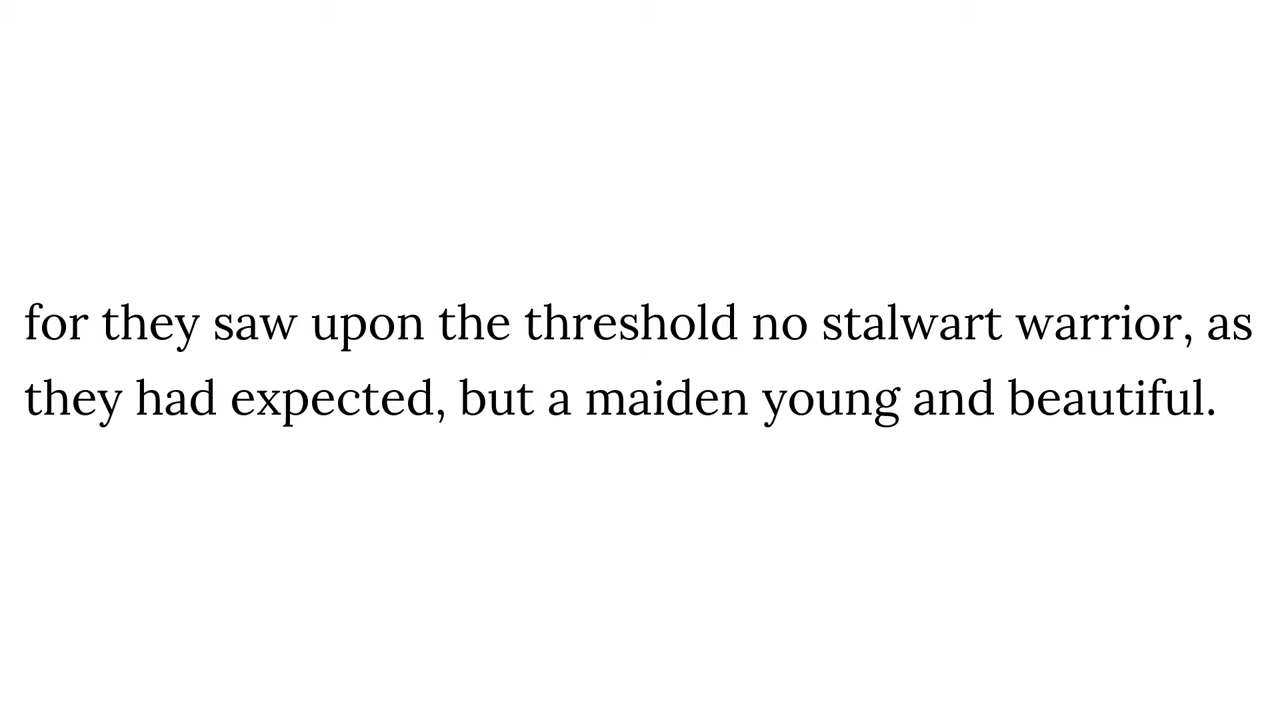 for they saw upon the threshold no stalwart warrior, as
they had expected, but a maiden young and beautiful.